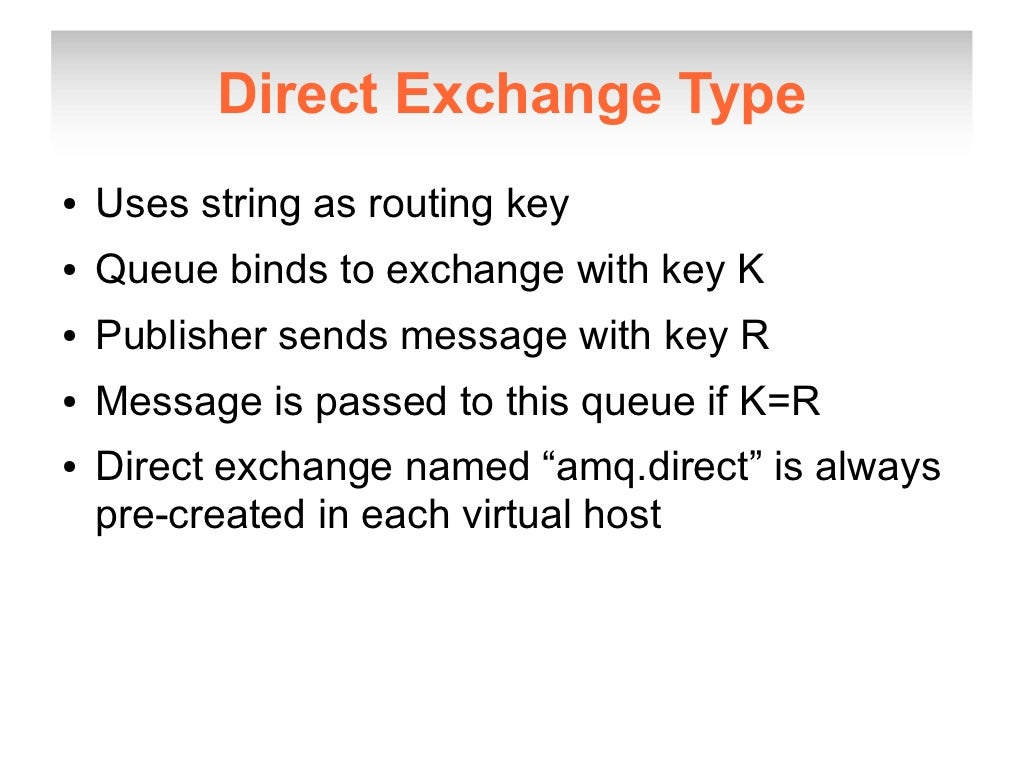 Direct Exchange Type
● Uses string as routing key
● Queue binds to exchange with key K
● Publisher sends message with key R
● Message is passed to this queue if K=R
● Direct exchange named “amq.direct” is always
pre-created in each virtual host